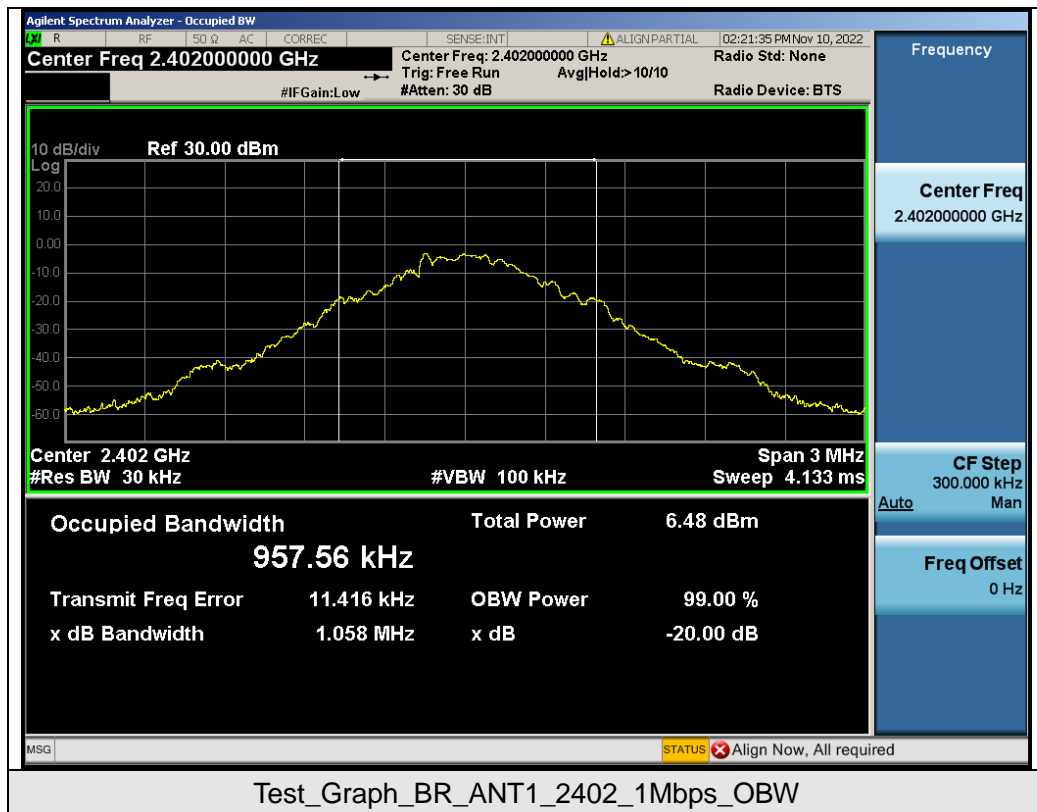 Agilent Spectrum Analyzer - Occupied BW
LXI R RF 50 Ω AC CORREC SENSE:INT ALIGN PARTIAL 02:21:35 PM Nov 10, 2022
Center Freq 2.402000000 GHz
Center Freq: 2.402000000 GHz
Radio Std: None
Trig: Free Run Avg|Hold:> 10/10
#IFGain:Low
#Atten: 30 dB
Radio Device: BTS
10 dB/div Ref 30.00 dBm
Log
20.0
10.0
0.00
-10.0
-20.0
-30.0
-40.0
-50.0
-60.0
Center 2.402 GHz Span 3 MHz
#Res BW 30 kHz #VBW 100 kHz Sweep 4.133 ms
Occupied Bandwidth Total Power 6.48 dBm
957.56 kHz
Transmit Freq Error 11.416 kHz OBW Power 99.00 %
x dB Bandwidth 1.058 MHz x dB -20.00 dB
MSG STATUS Align Now, All required
Frequency
Center Freq
2.402000000 GHz
CF Step
300.000 kHz
Auto Man
Freq Offset
0 Hz
Test_Graph_BR_ANT1_2402_1Mbps_OBW